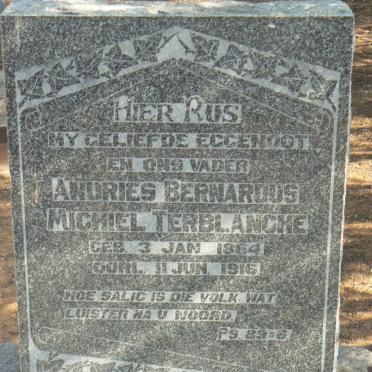 HIER RUS
MY GELIEFDE EGGENOOT
EN ONS VADER
ANDRIES BERNARDUS
MICHIEL TERBLANCHE
GEB. 3 JAN. 1864
OORL. 11 JUN. 1916
HOE SALIG IS DIE VOLK WAT
LUISTER NA U WOORD.
PS 89:6